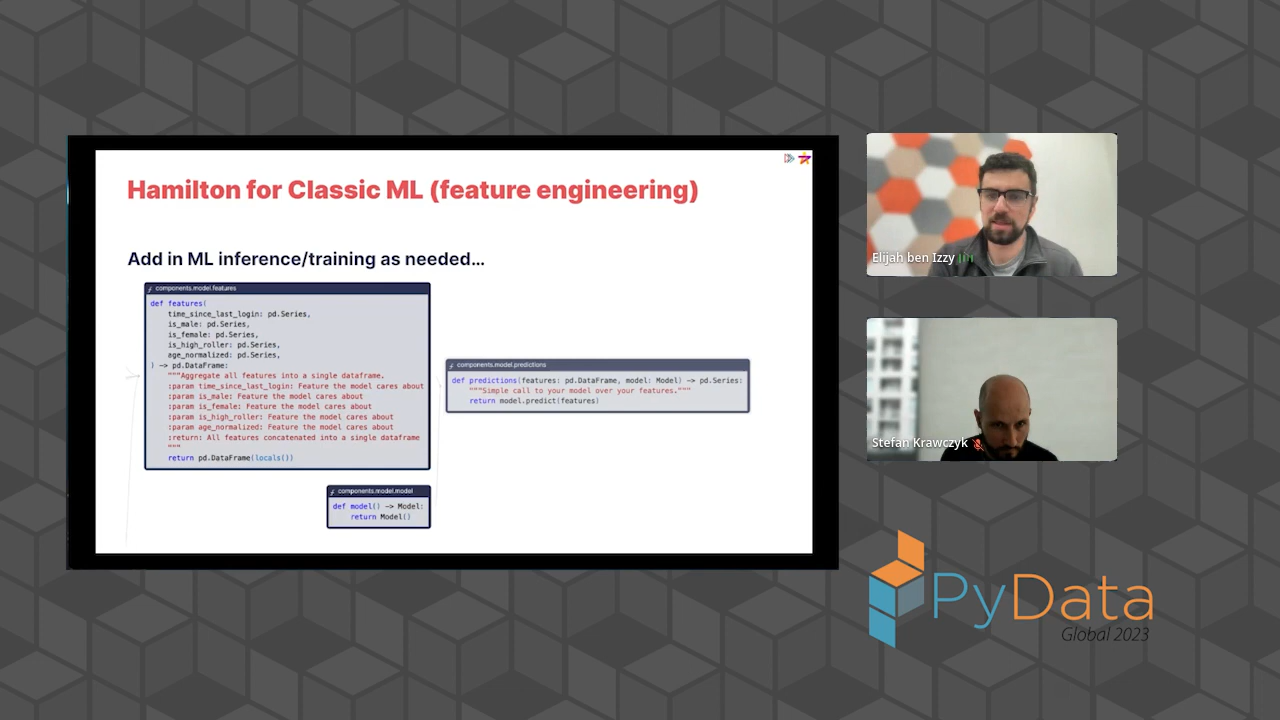 Hamilton for Classic ML (feature engineering)
Add in ML inference/training as needed...
components.model.features
def features(
    time_since_last_login: pd.Series,
    is_male: pd.Series,
    is_female: pd.Series,
    is_high_roller: pd.Series,
    age_normalized: pd.Series,
) -> pd.DataFrame:
    """Aggregate all features into a single dataframe.
    :param time_since_last_login: Feature the model cares about
    :param is_male: Feature the model cares about
    :param is_female: Feature the model cares about
    :param is_high_roller: Feature the model cares about
    :param age_normalized: Feature the model cares about
    :return: All features concatenated into a single dataframe
    """
    return pd.DataFrame(locals())
components.model.predictions
def predictions(features: pd.DataFrame, model: Model) -> pd.Series:
    """Simple call to your model over your features."""
    return model.predict(features)
components.model.model
def model() -> Model:
    return Model()
Elijah ben Izzy
Stefan Krawczyk
PyData
Global 2023